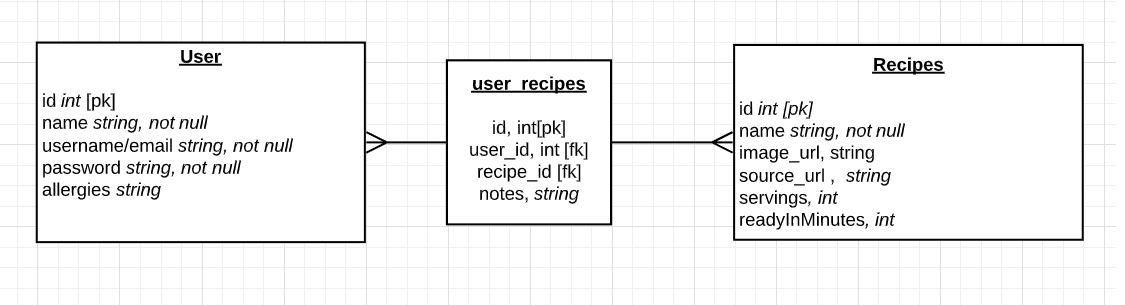 User
id int [pk]
name string, not null
username/email string, not null
password string, not null
allergies string
user_recipes
id, int[pk]
user_id, int [fk]
recipe_id [fk]
notes, string
Recipes
id int [pk]
name string, not null
image_url, string
source_url , string
servings, int
readyInMinutes, int